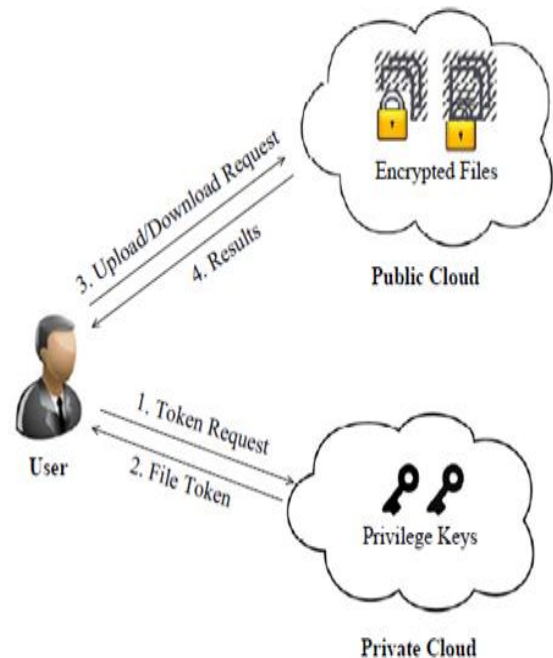 Encrypted Files
Public Cloud
3. Upload/Download Request
4. Results
User
1. Token Request
2. File Token
Privilege Keys
Private Cloud